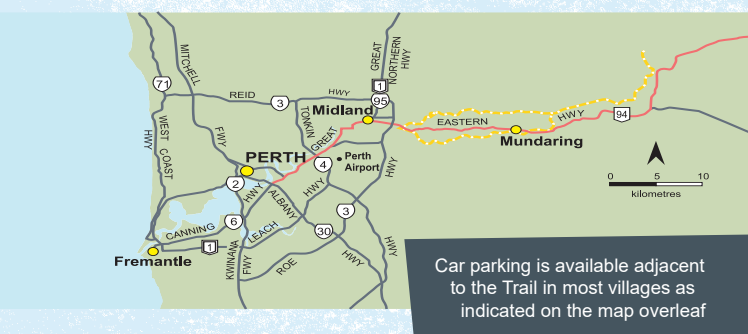 GREAT
NORTHERN
HWY
MITCHELL
FWY
71
REID
3
HWY
1
95
Midland
WEST
COAST
HWY
TONKIN
HWY
GREAT
EASTERN
HWY
94
Mundaring
PERTH
4
Perth
Airport
HWY
2
HWY
ALBANY
HWY
0 5 10
kilometres
CANNING
6
LEACH
3
30
1
Fremantle
KWINANA
FWY
ROE
HWY
Car parking is available adjacent
to the Trail in most villages as
indicated on the map overleaf